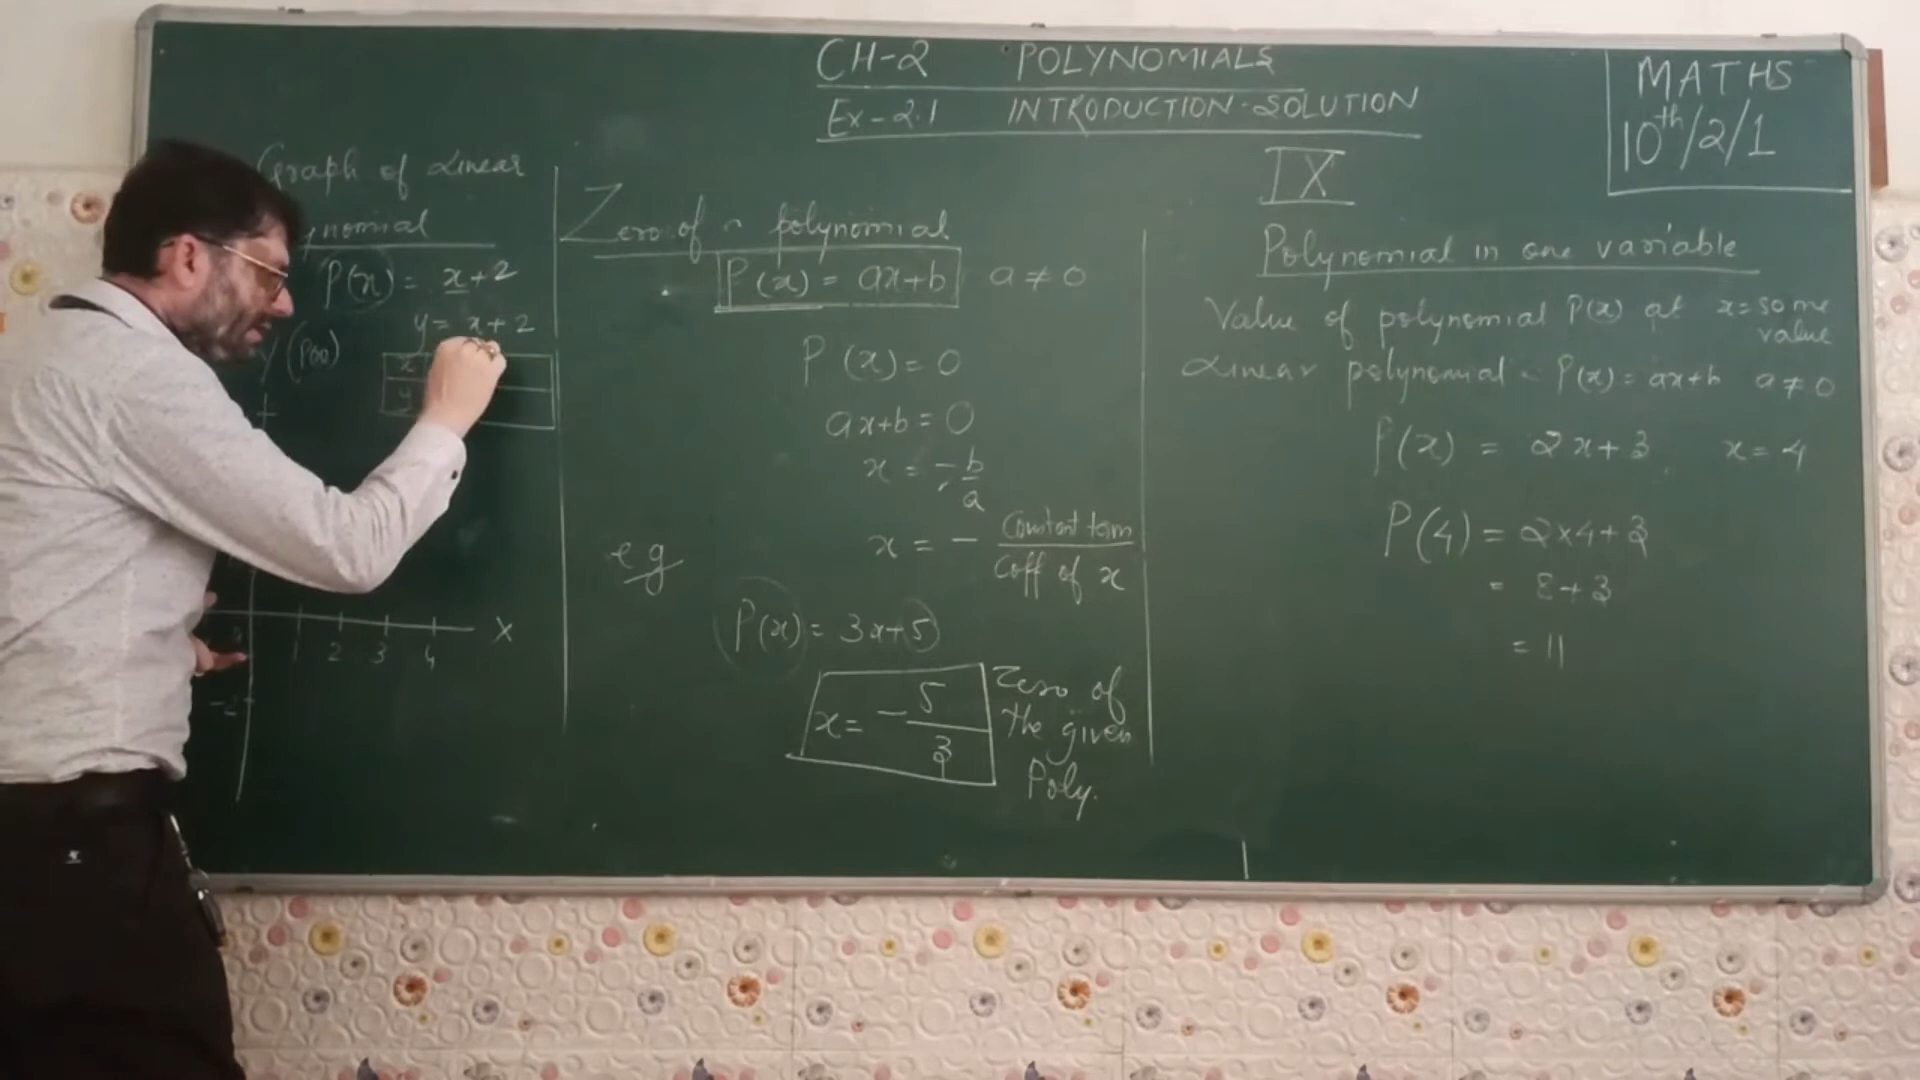 CH-2 POLYNOMIALS
Ex-2.1 INTRODUCTION-SOLUTION
MATHS
10th/2/1
IX
Graph of Linear
ynomial
P(x) = x+2
y = x+2
Y (P(x))
x
y
X
1 2 3 4
-2
Zero of a polynomial
P(x) = ax+b a ≠ 0
P(x) = 0
ax+b = 0
x = -b/a
x = - Constant term / Coff of x
eg
P(x) = 3x+5
x = -5/3
Zero of
the given
Poly.
Polynomial in one variable
Value of polynomial P(x) at x = some value
Linear polynomial - P(x) = ax+b a ≠ 0
P(x) = 2x+3, x = 4
P(4) = 2×4+3
= 8+3
= 11